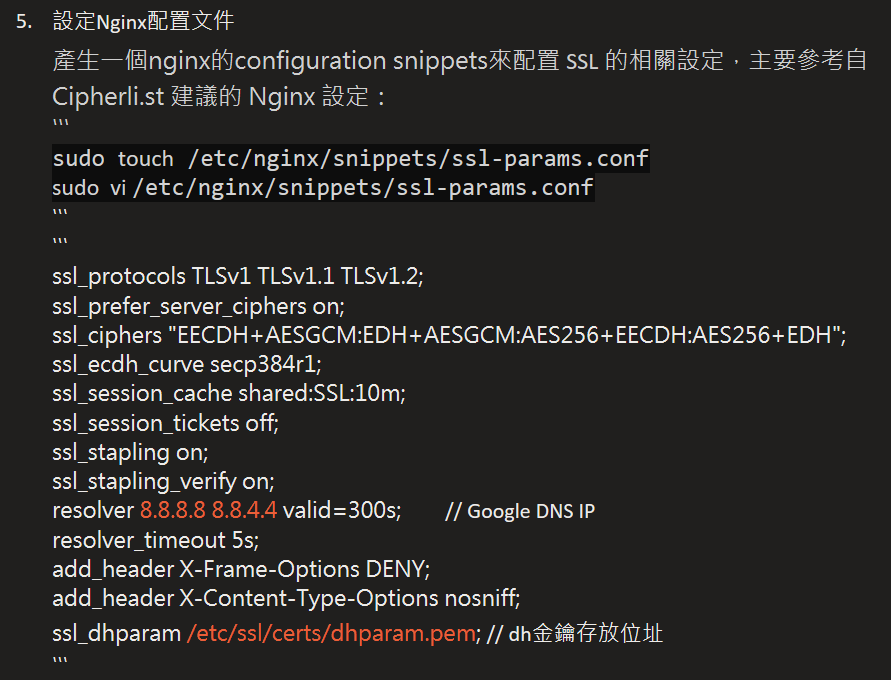 5. 設定Nginx配置文件
產生一個nginx的configuration snippets來配置 SSL 的相關設定，主要參考自
Cipherli.st 建議的 Nginx 設定：
```
sudo touch /etc/nginx/snippets/ssl-params.conf
sudo vi /etc/nginx/snippets/ssl-params.conf
```
```
ssl_protocols TLSv1 TLSv1.1 TLSv1.2;
ssl_prefer_server_ciphers on;
ssl_ciphers "EECDH+AESGCM:EDH+AESGCM:AES256+EECDH:AES256+EDH";
ssl_ecdh_curve secp384r1;
ssl_session_cache shared:SSL:10m;
ssl_session_tickets off;
ssl_stapling on;
ssl_stapling_verify on;
resolver 8.8.8.8 8.8.4.4 valid=300s; // Google DNS IP
resolver_timeout 5s;
add_header X-Frame-Options DENY;
add_header X-Content-Type-Options nosniff;
ssl_dhparam /etc/ssl/certs/dhparam.pem; // dh金鑰存放位址
```